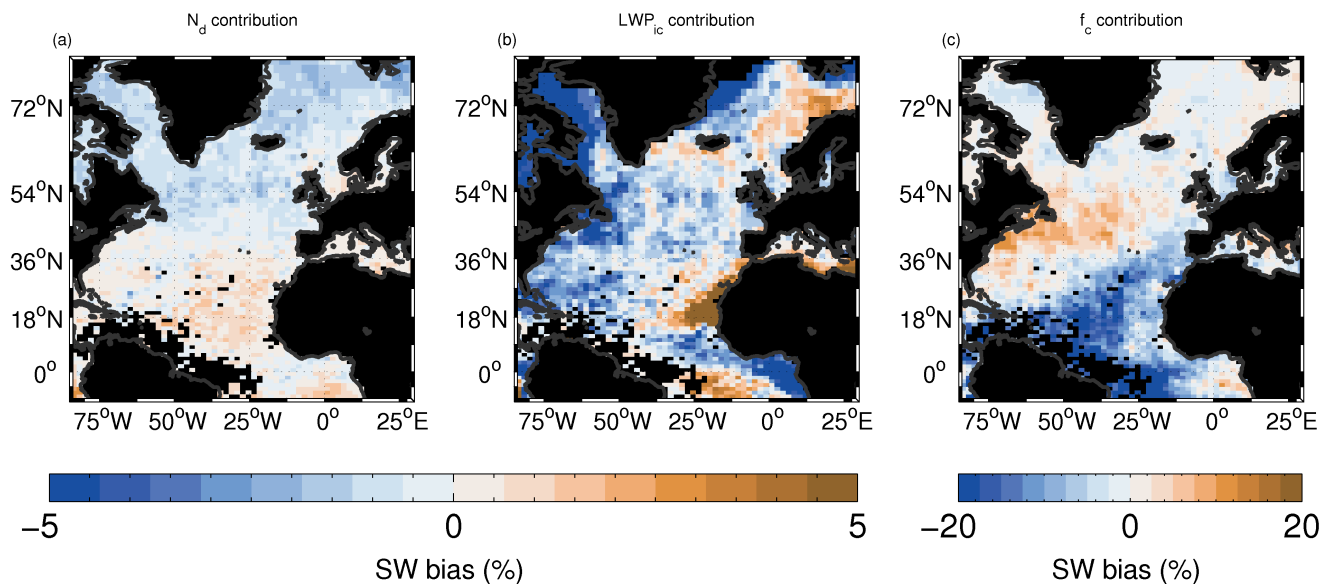 N_d contribution
LWP_ic contribution
f_c contribution
(a)
(b)
(c)
72°N
54°N
36°N
18°N
0°
75°W 50°W 25°W 0° 25°E
72°N
54°N
36°N
18°N
0°
75°W 50°W 25°W 0° 25°E
72°N
54°N
36°N
18°N
0°
75°W 50°W 25°W 0° 25°E
−5 0 5
SW bias (%)
−20 0 20
SW bias (%)